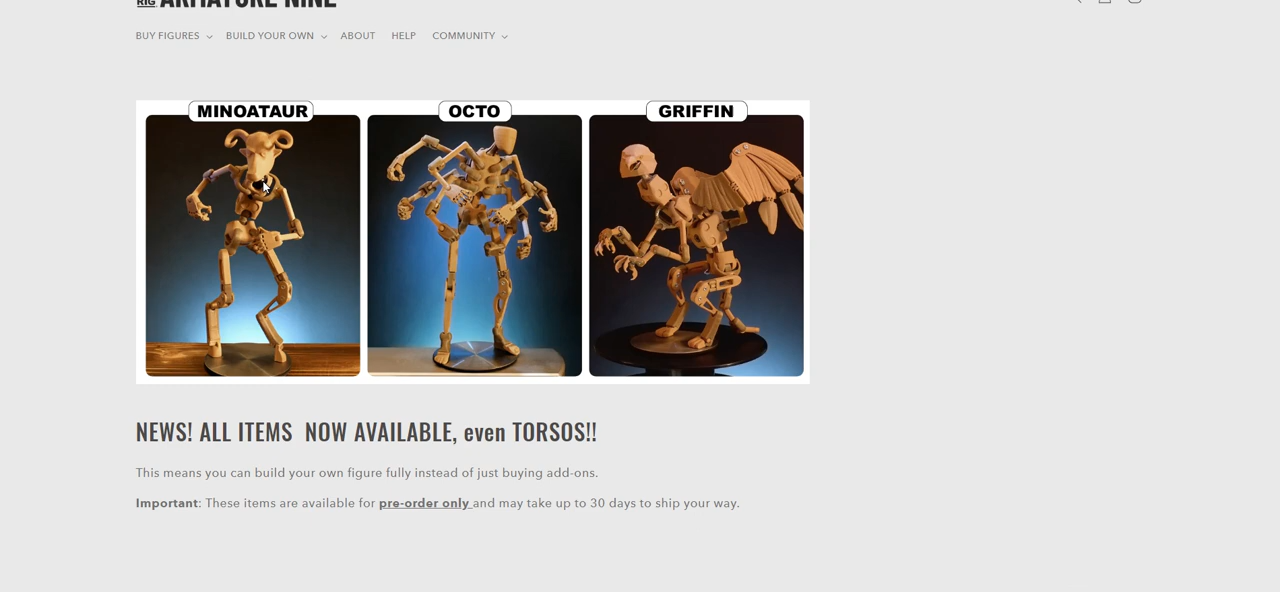 RIG ARMATURE NINE
BUY FIGURES BUILD YOUR OWN ABOUT HELP COMMUNITY
MINOATAUR OCTO GRIFFIN
NEWS! ALL ITEMS NOW AVAILABLE, even TORSOS!!
This means you can build your own figure fully instead of just buying add-ons.
Important: These items are available for pre-order only and may take up to 30 days to ship your way.